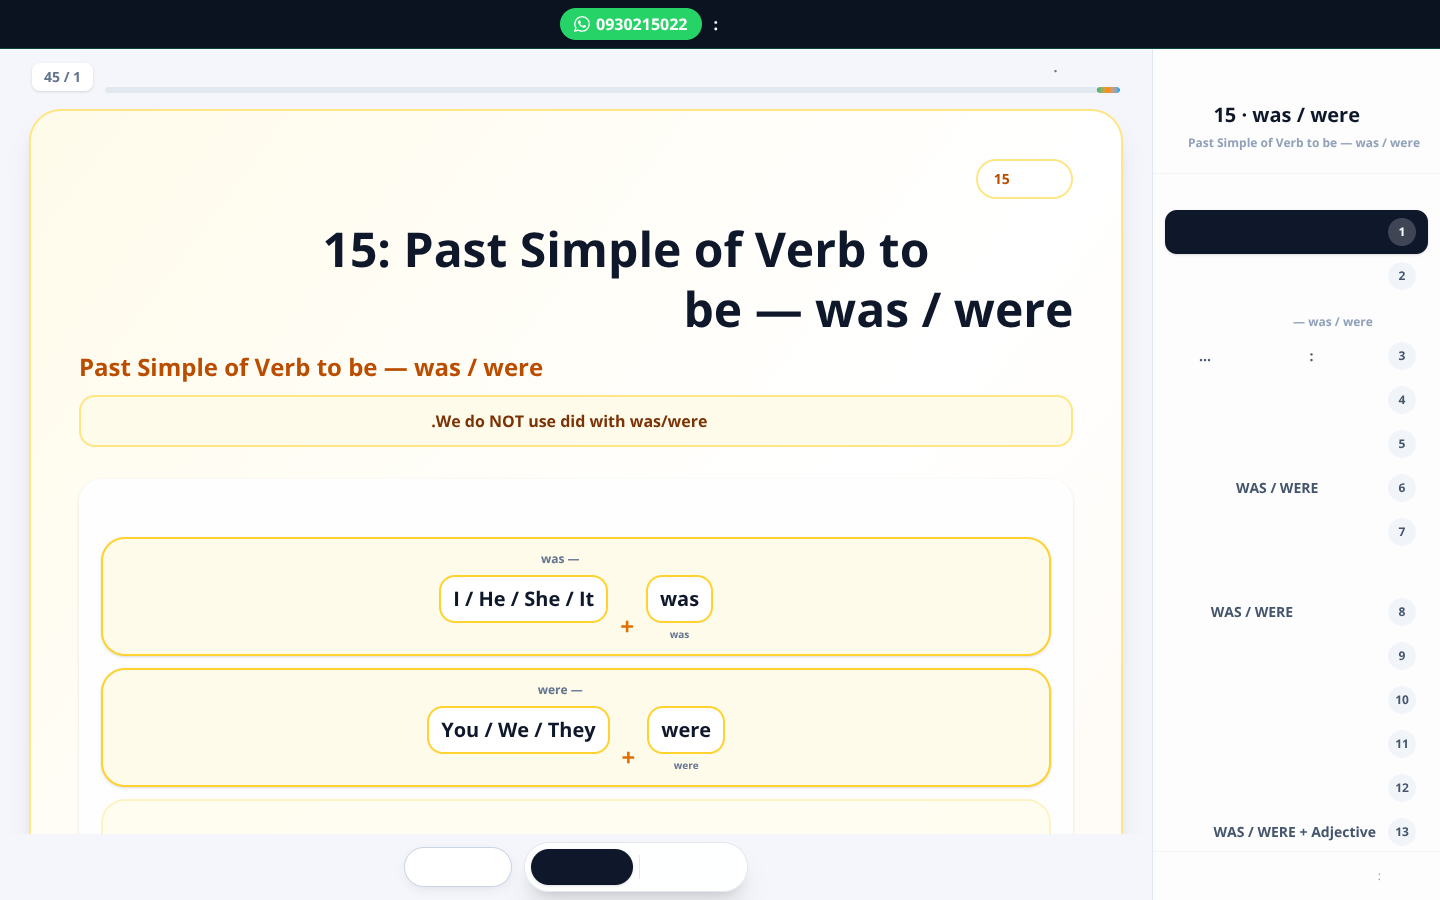 0930215022 :
45 / 1
.
15
15: Past Simple of Verb to
be — was / were
Past Simple of Verb to be — was / were
.We do NOT use did with was/were
was —
I / He / She / It + was
was
were —
You / We / They + were
were
15 · was / were
Past Simple of Verb to be — was / were
1
2
— was / were
... : 3
4
5
WAS / WERE 6
7
WAS / WERE 8
9
10
11
12
WAS / WERE + Adjective 13
: